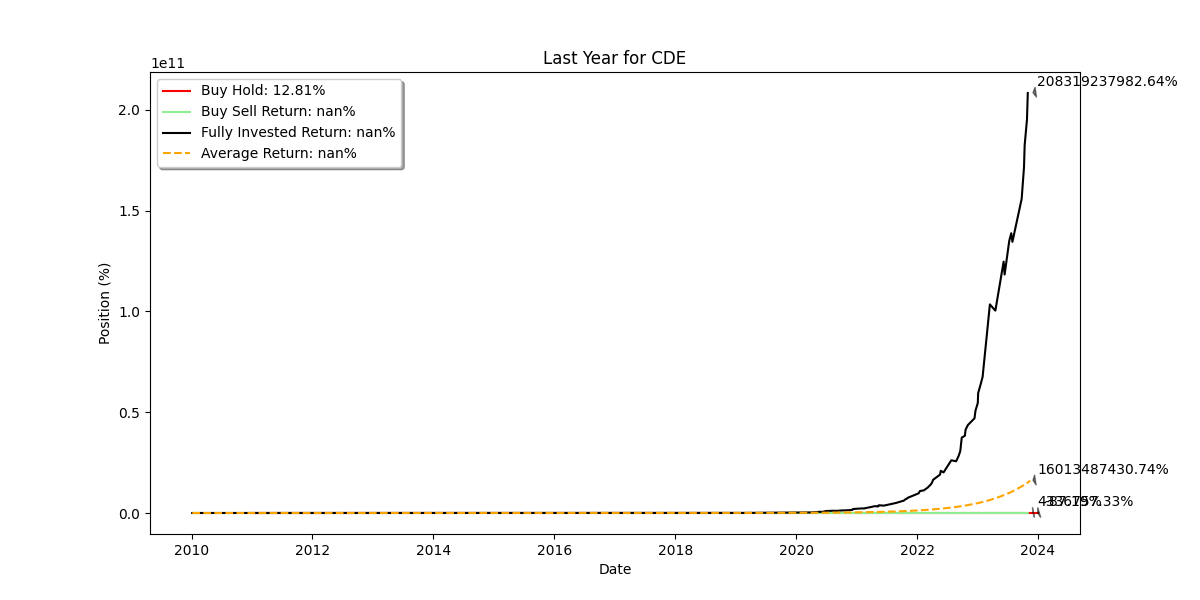 Last Year for CDE
1e11
Buy Hold: 12.81%
Buy Sell Return: nan%
Fully Invested Return: nan%
Average Return: nan%
208319237982.64%
16013487430.74%
2.0
1.5
1.0
0.5
0.0
Position (%)
2010
2012
2014
2016
2018
2020
2022
2024
Date